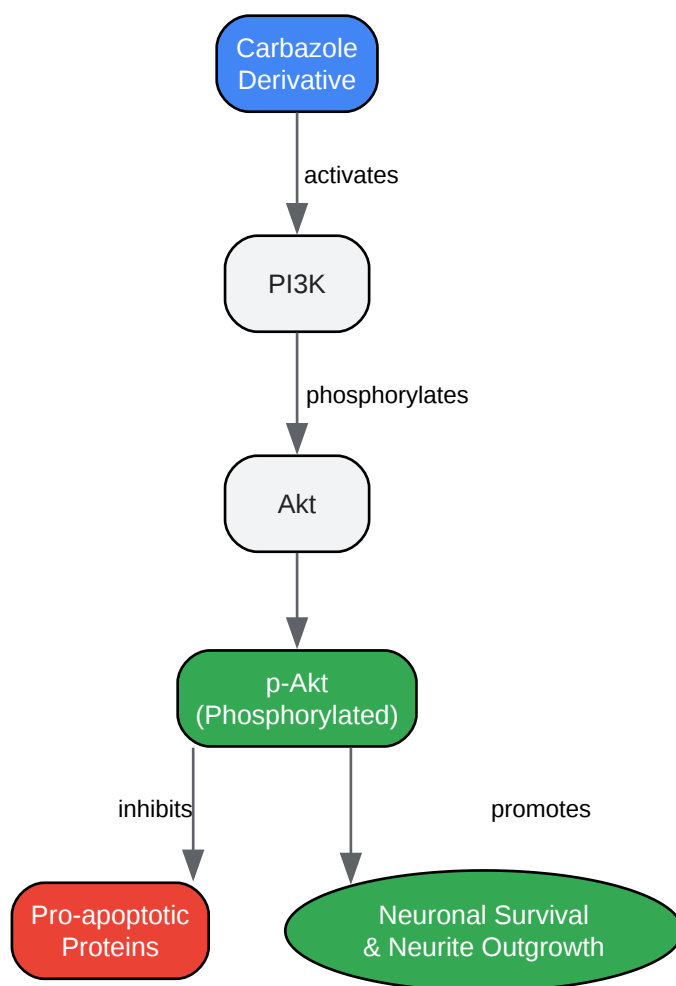 Carbazole
Derivative
activates
PI3K
phosphorylates
Akt
p-Akt
(Phosphorylated)
inhibits
promotes
Pro-apoptotic
Proteins
Neuronal Survival
& Neurite Outgrowth